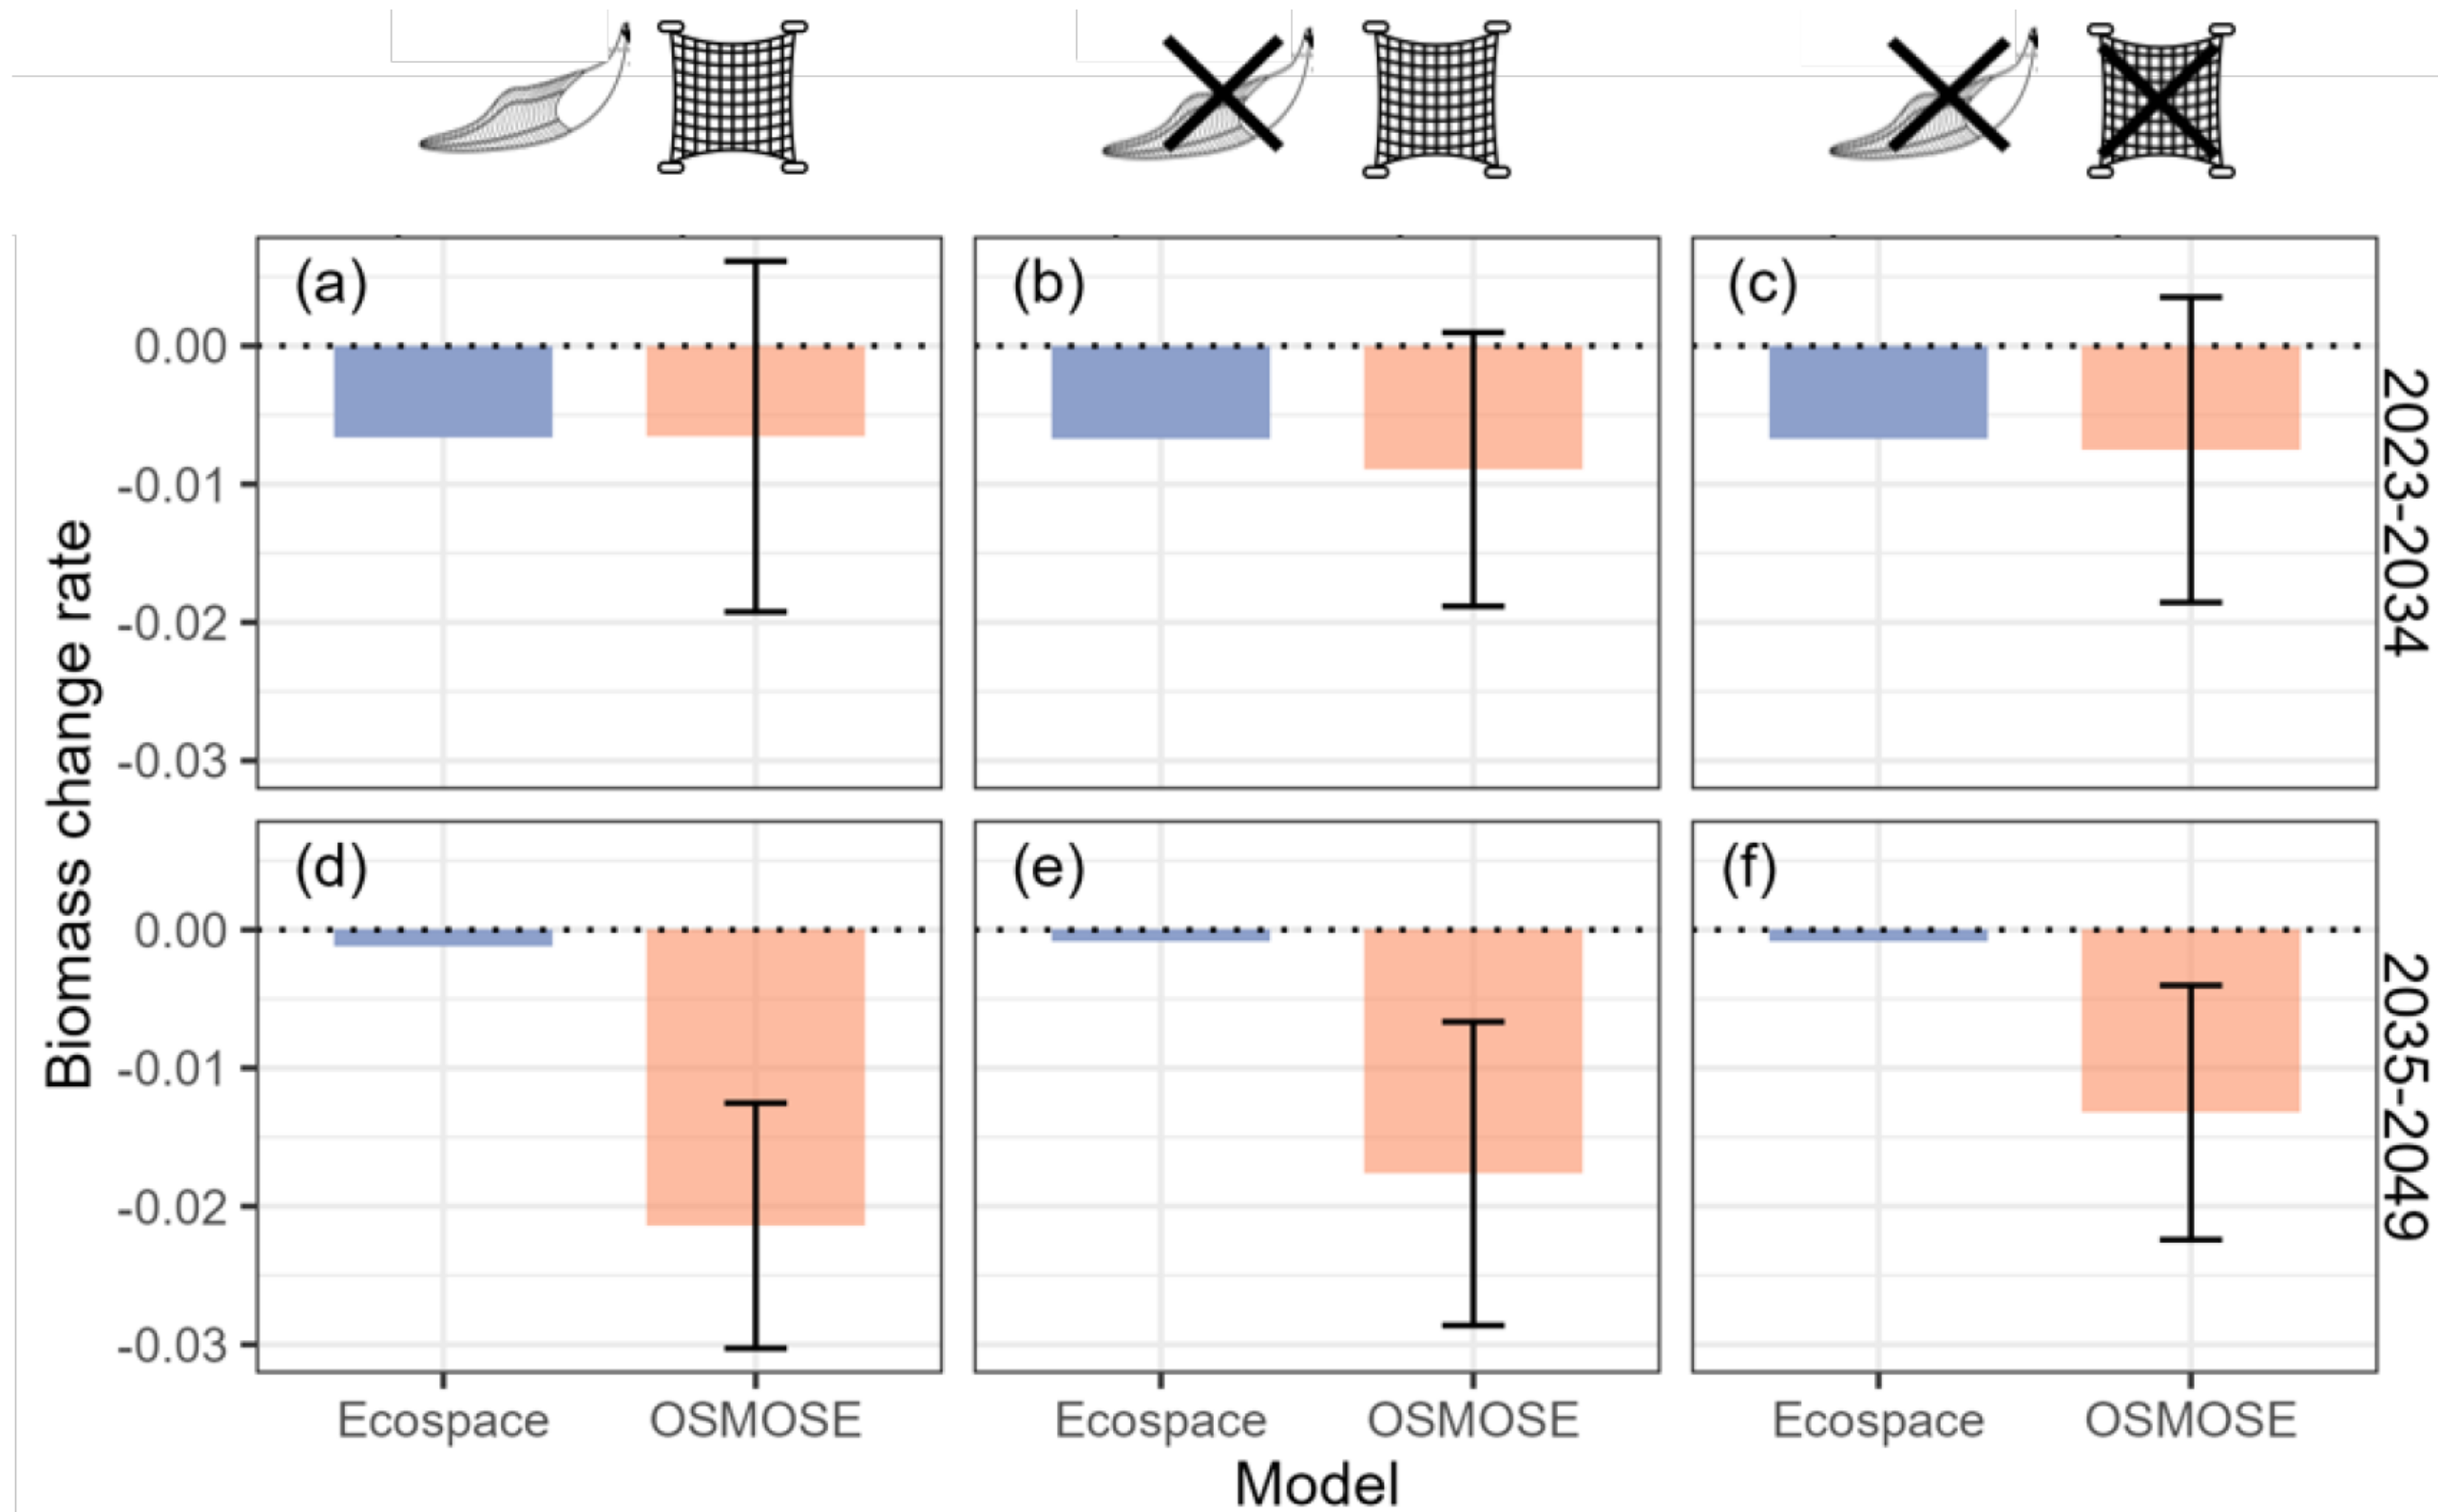 (a)
(b)
(c)
0.00
-0.01
-0.02
-0.03
2023-2034
Biomass change rate
(d)
(e)
(f)
0.00
-0.01
-0.02
-0.03
2035-2049
Ecospace OSMOSE
Ecospace OSMOSE
Ecospace OSMOSE
Model